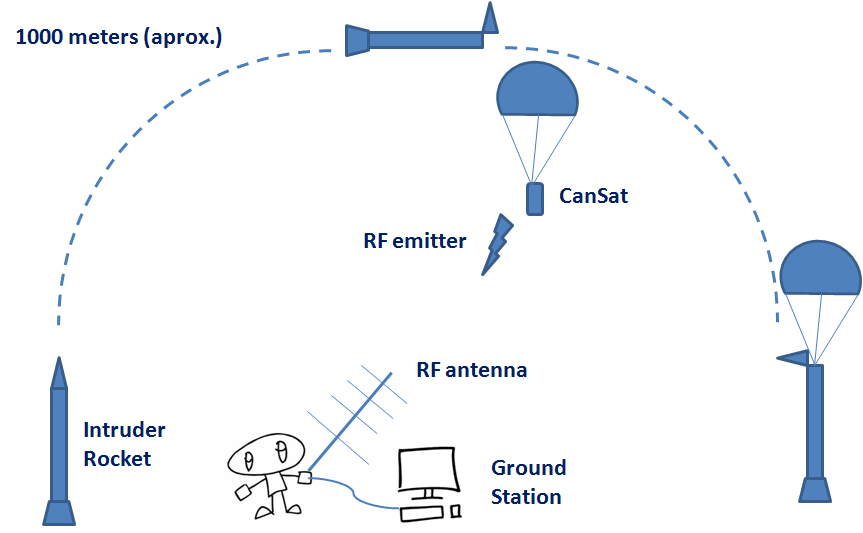 1000 meters (aprox.)
CanSat
RF emitter
RF antenna
Intruder
Rocket
Ground
Station